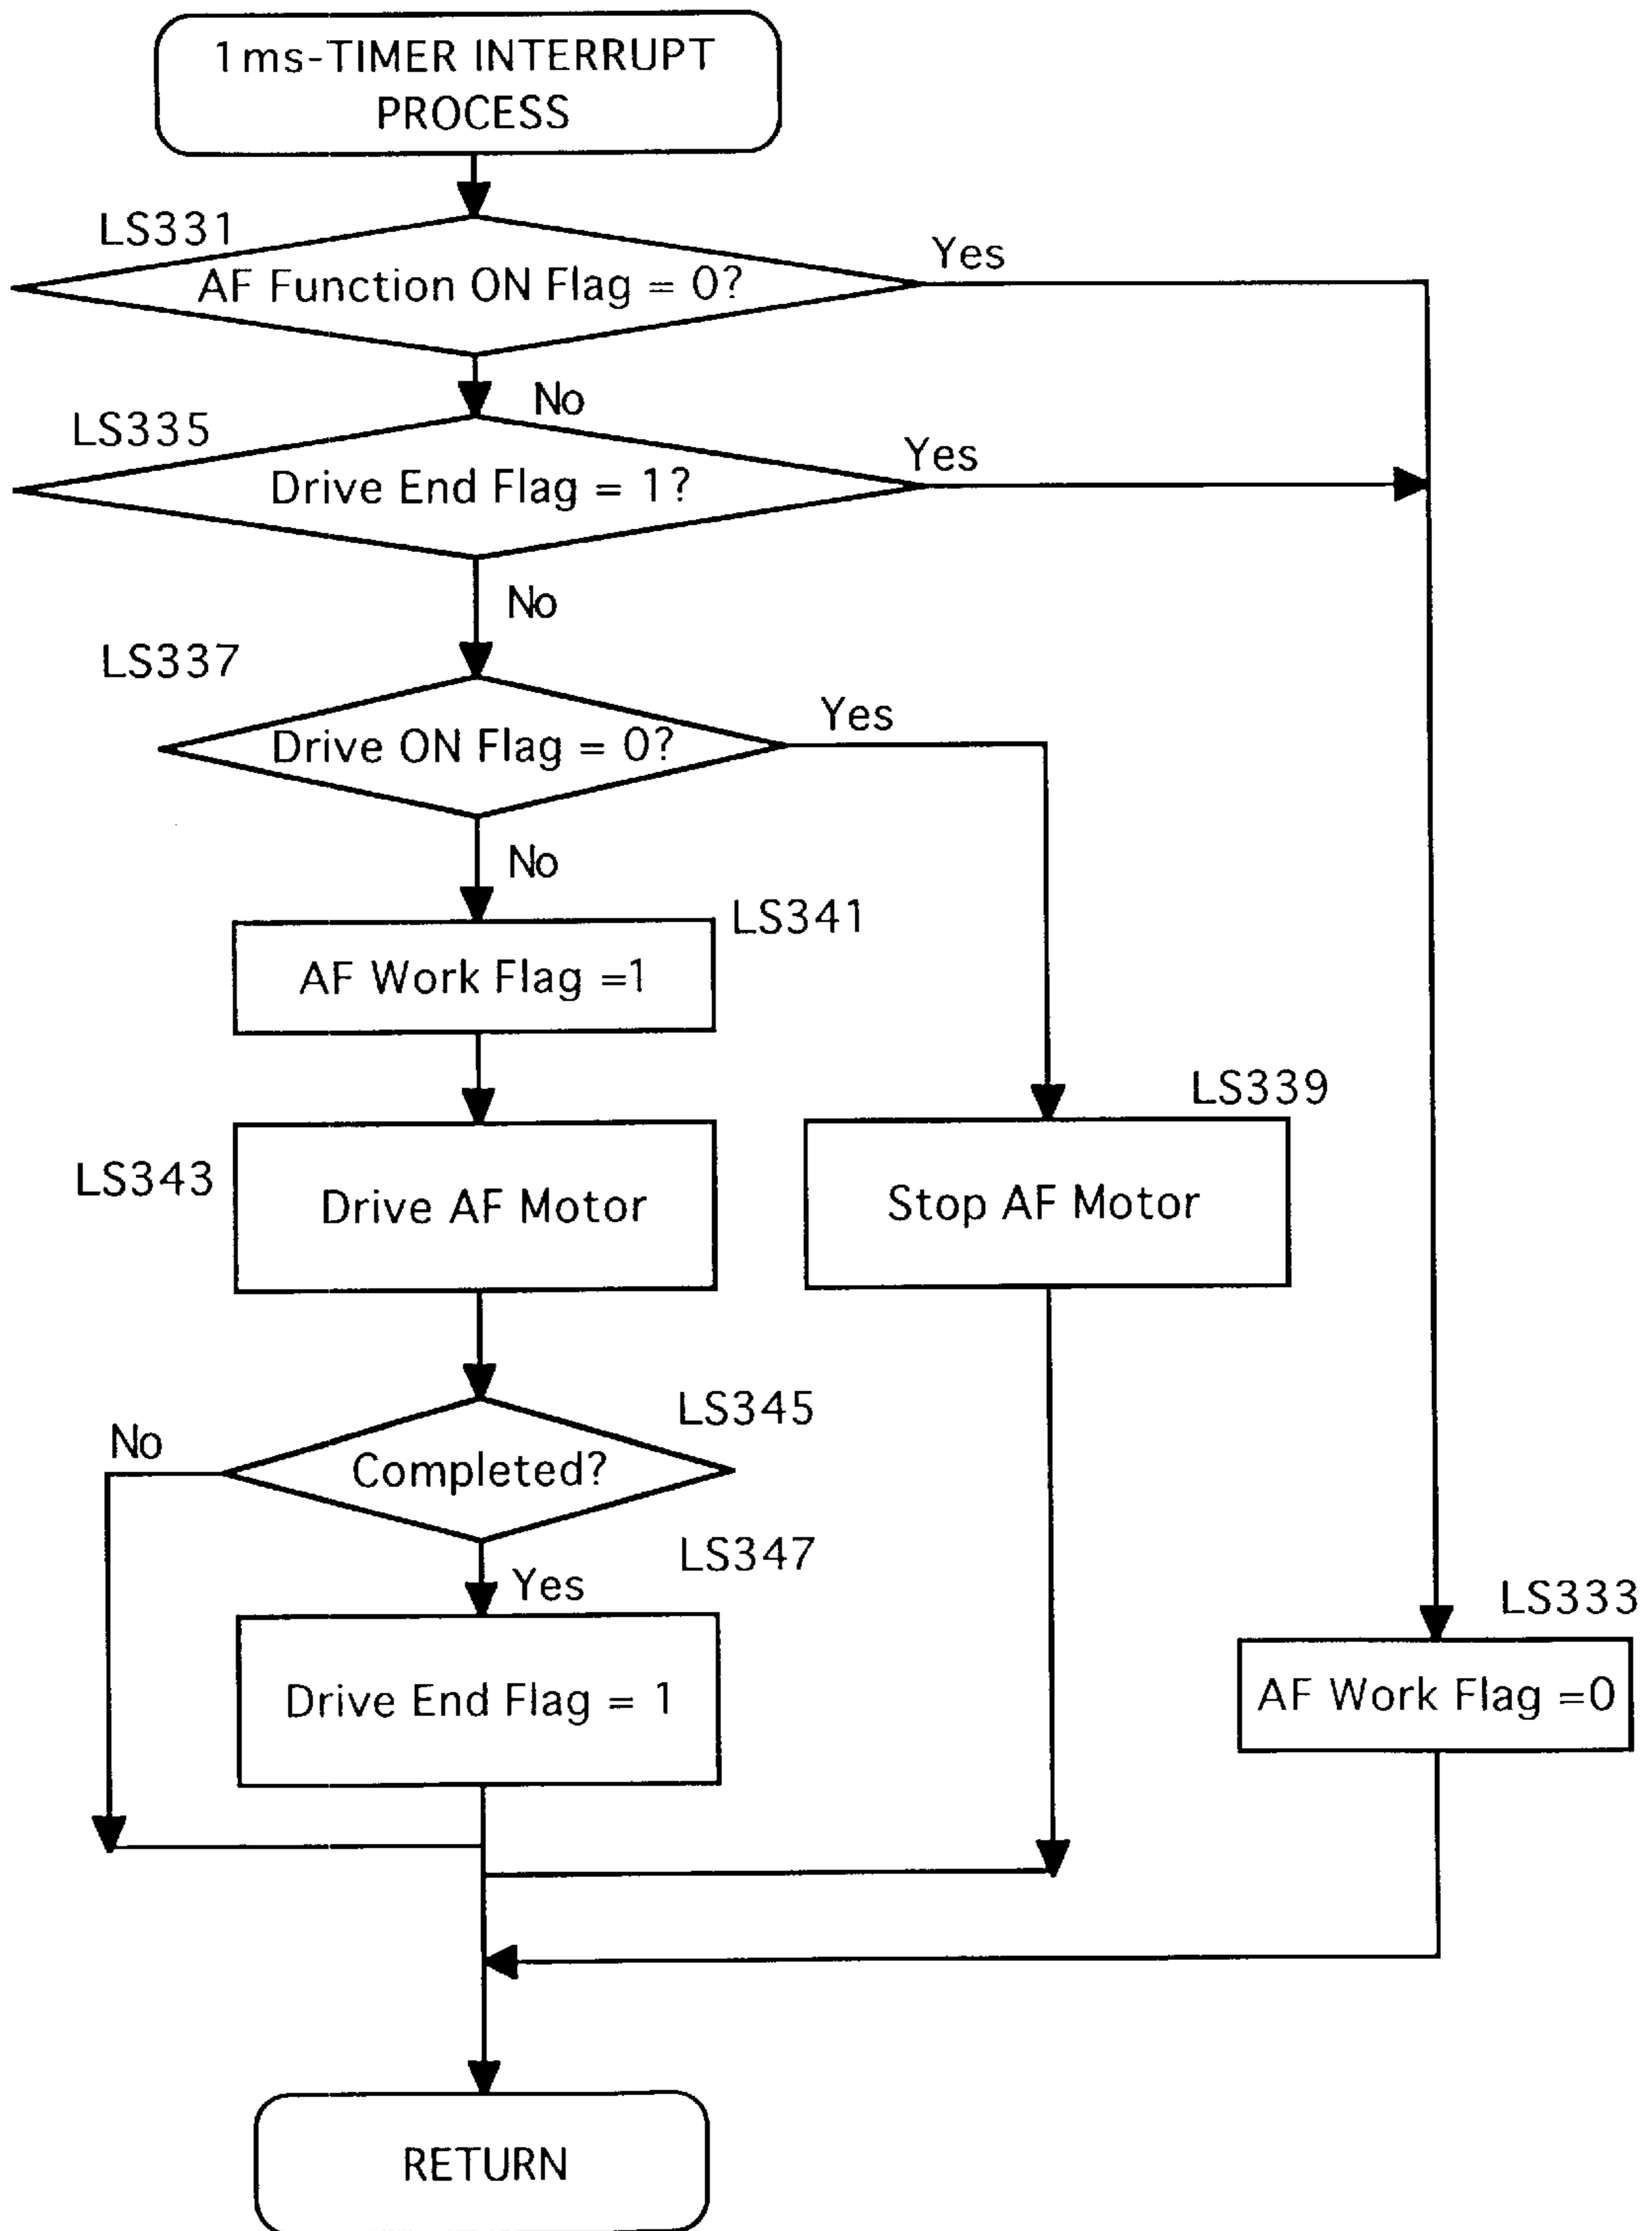 1ms-TIMER INTERRUPT
PROCESS
LS331
AF Function ON Flag = 0?
Yes
No
LS335
Drive End Flag = 1?
Yes
No
LS337
Drive ON Flag = 0?
Yes
No
LS341
AF Work Flag =1
LS339
LS343
Drive AF Motor
Stop AF Motor
LS345
No
Completed?
LS347
Yes
LS333
Drive End Flag = 1
AF Work Flag =0
RETURN